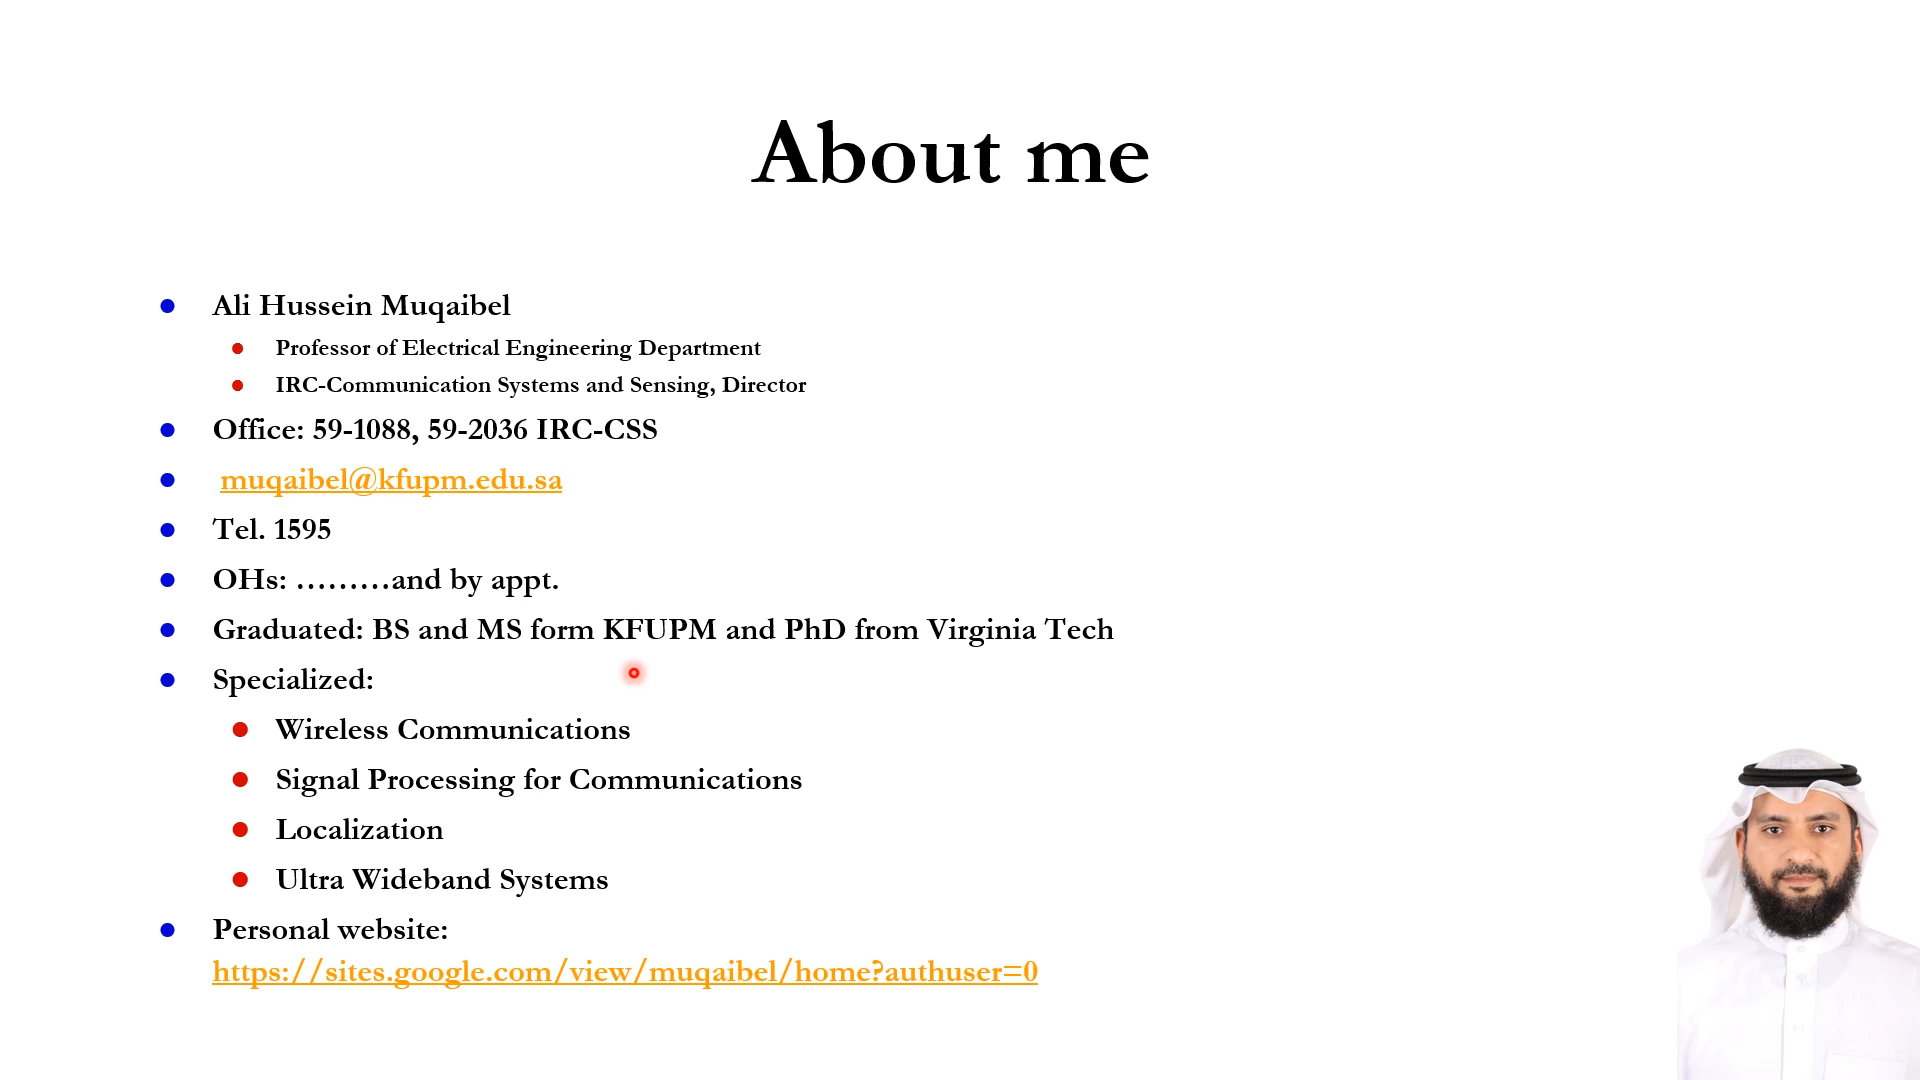 About me
Ali Hussein Muqaibel
Professor of Electrical Engineering Department
IRC-Communication Systems and Sensing, Director
Office: 59-1088, 59-2036 IRC-CSS
muqaibel@kfupm.edu.sa
Tel. 1595
OHs: ………and by appt.
Graduated: BS and MS form KFUPM and PhD from Virginia Tech
Specialized:
Wireless Communications
Signal Processing for Communications
Localization
Ultra Wideband Systems
Personal website:
https://sites.google.com/view/muqaibel/home?authuser=0